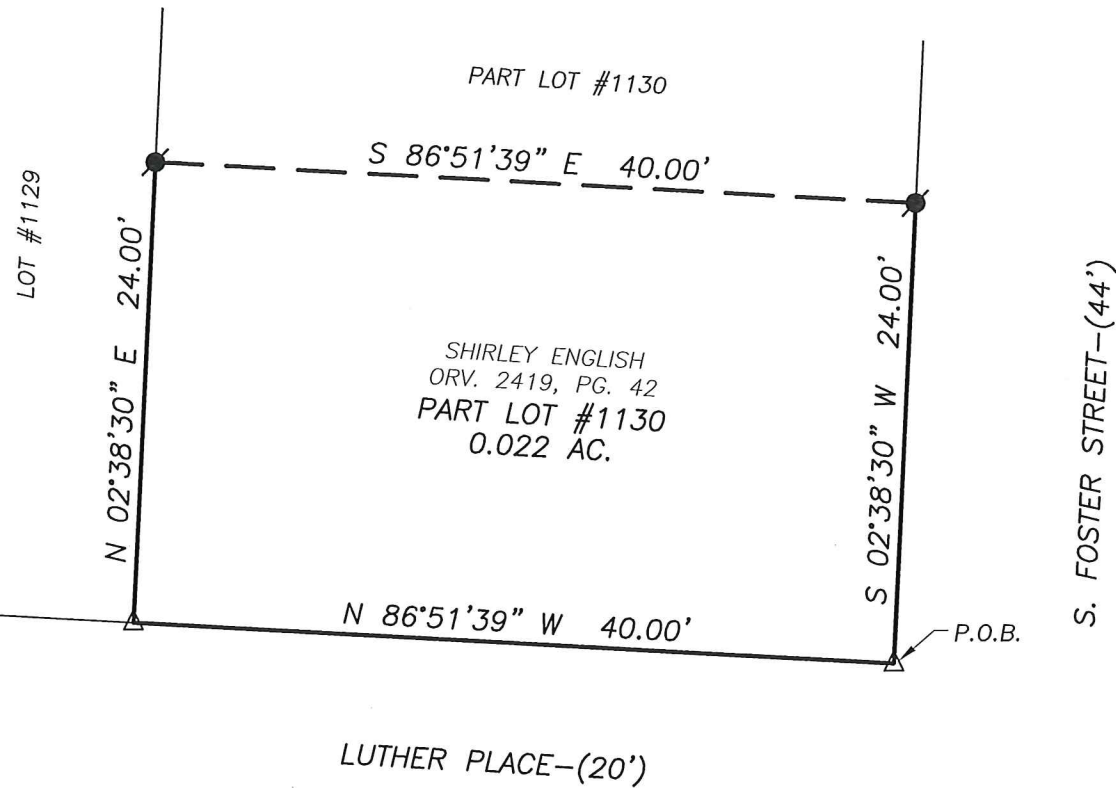 PART LOT #1130
S 86°51'39" E 40.00'
LOT #1129
N 02°38'30" E 24.00'
SHIRLEY ENGLISH
ORV. 2419, PG. 42
PART LOT #1130
0.022 AC.
S 02°38'30" W 24.00'
S. FOSTER STREET-(44')
N 86°51'39" W 40.00'
P.O.B.
LUTHER PLACE-(20')